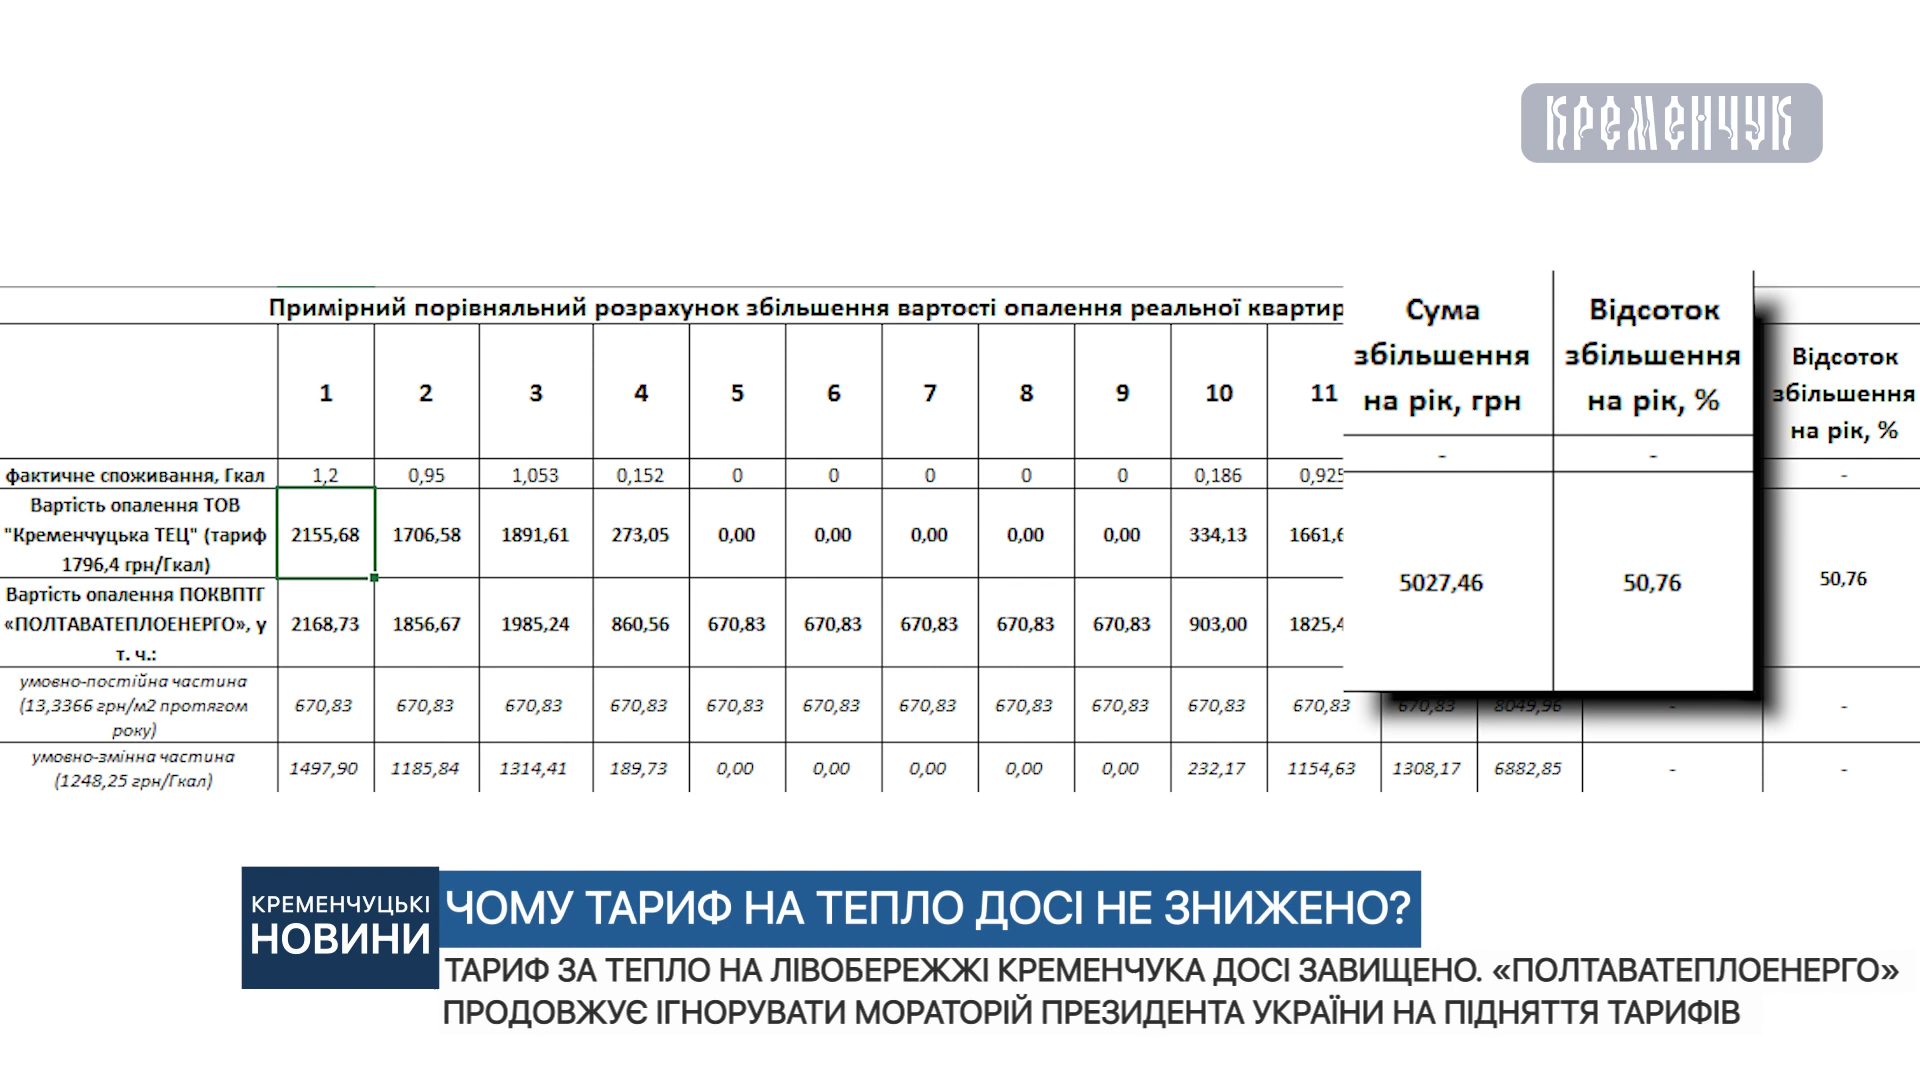 КРЕМЕНЧУК
Примірний порівняльний розрахунок збільшення вартості опалення реальної
1 2 3 4 5 6 7 8 9 10 11
Сума збільшення на рік, грн
Відсоток збільшення на рік, %
Відсоток збільшення на рік, %
фактичне споживання, Гкал 1,2 0,95 1,053 0,152 0 0 0 0 0 0,186 - - -
Вартість опалення ТОВ "Кременчуцька ТЕЦ" (тариф 1796,4 грн/Гкал) 2155,68 1706,58 1891,61 273,05 0,00 0,00 0,00 0,00 0,00 334,13
5027,46 50,76 50,76
Вартість опалення ПОКВПТГ «ПОЛТАВАТЕПЛОЕНЕРГО», у т. ч.: 2168,73 1856,67 1985,24 860,56 670,83 670,83 670,83 670,83 670,83 903,00
умовно-постійна частина (13,3366 грн/м2 протягом року) 670,83 670,83 670,83 670,83 670,83 670,83 670,83 670,83 670,83 670,83 670,83 670,83 8049,96 - -
умовно-змінна частина (1248,25 грн/Гкал) 1497,90 1185,84 1314,41 189,73 0,00 0,00 0,00 0,00 0,00 232,17 1154,63 1308,17 6882,85 - -
КРЕМЕНЧУЦЬКІ
НОВИНИ
ЧОМУ ТАРИФ НА ТЕПЛО ДОСІ НЕ ЗНИЖЕНО?
ТАРИФ ЗА ТЕПЛО НА ЛІВОБЕРЕЖЖІ КРЕМЕНЧУКА ДОСІ ЗАВИЩЕНО. «ПОЛТАВАТЕПЛОЕНЕРГО»
ПРОДОВЖУЄ ІГНОРУВАТИ МОРАТОРІЙ ПРЕЗИДЕНТА УКРАЇНИ НА ПІДНЯТТЯ ТАРИФІВ